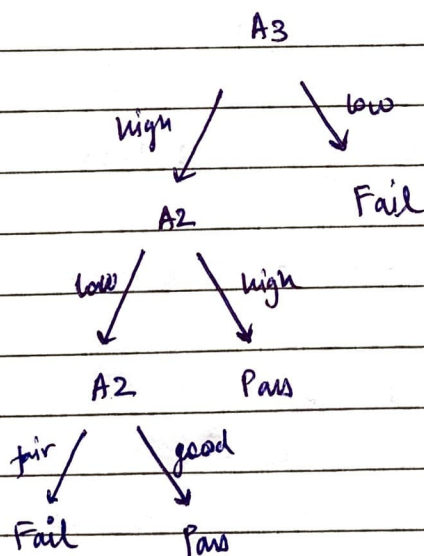 A3
high low
A2 Fail
low high
A2 Pass
fair good
Fail Pass